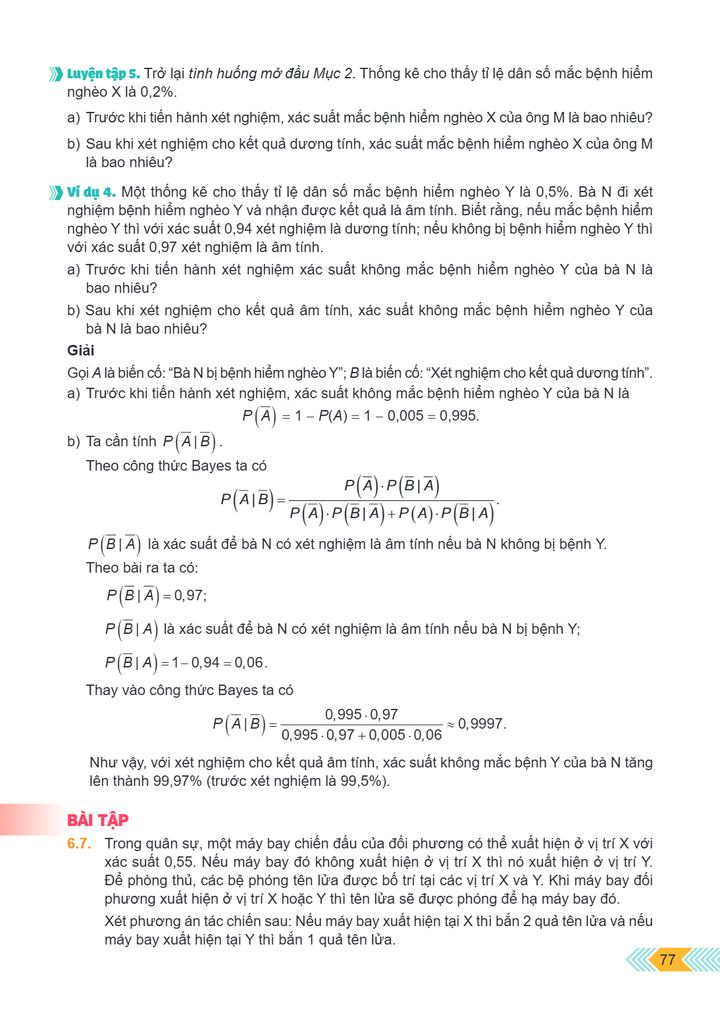 Luyện tập 5. Trở lại tình huống mở đầu Mục 2. Thống kê cho thấy tỉ lệ dân số mắc bệnh hiểm
nghèo X là 0,2%.
a) Trước khi tiến hành xét nghiệm, xác suất mắc bệnh hiểm nghèo X của ông M là bao nhiêu?
b) Sau khi xét nghiệm cho kết quả dương tính, xác suất mắc bệnh hiểm nghèo X của ông M
là bao nhiêu?
Ví dụ 4. Một thống kê cho thấy tỉ lệ dân số mắc bệnh hiểm nghèo Y là 0,5%. Bà N đi xét
nghiệm bệnh hiểm nghèo Y và nhận được kết quả là âm tính. Biết rằng, nếu mắc bệnh hiểm
nghèo Y thì với xác suất 0,94 xét nghiệm là dương tính; nếu không bị bệnh hiểm nghèo Y thì
với xác suất 0,97 xét nghiệm là âm tính.
a) Trước khi tiến hành xét nghiệm xác suất không mắc bệnh hiểm nghèo Y của bà N là
bao nhiêu?
b) Sau khi xét nghiệm cho kết quả âm tính, xác suất không mắc bệnh hiểm nghèo Y của
bà N là bao nhiêu?
Giải
Gọi A là biến cố: “Bà N bị bệnh hiểm nghèo Y”; B là biến cố: “Xét nghiệm cho kết quả dương tính”.
a) Trước khi tiến hành xét nghiệm, xác suất không mắc bệnh hiểm nghèo Y của bà N là
P(A̅) = 1 – P(A) = 1 – 0,005 = 0,995.
b) Ta cần tính P(A̅ | B̅).
Theo công thức Bayes ta có
P(A̅ | B̅) = P(A̅)·P(B̅ | A̅) / P(A̅)·P(B̅ | A̅) + P(A)·P(B̅ | A).
P(B̅ | A̅) là xác suất để bà N có xét nghiệm là âm tính nếu bà N không bị bệnh Y.
Theo bài ra ta có:
P(B̅ | A̅) = 0,97;
P(B̅ | A) là xác suất để bà N có xét nghiệm là âm tính nếu bà N bị bệnh Y;
P(B̅ | A) = 1 – 0,94 = 0,06.
Thay vào công thức Bayes ta có
P(A̅ | B̅) = 0,995 · 0,97 / 0,995 · 0,97 + 0,005 · 0,06 ≈ 0,9997.
Như vậy, với xét nghiệm cho kết quả âm tính, xác suất không mắc bệnh Y của bà N tăng
lên thành 99,97% (trước xét nghiệm là 99,5%).
BÀI TẬP
6.7. Trong quân sự, một máy bay chiến đấu của đối phương có thể xuất hiện ở vị trí X với
xác suất 0,55. Nếu máy bay đó không xuất hiện ở vị trí X thì nó xuất hiện ở vị trí Y.
Để phòng thủ, các bệ phóng tên lửa được bố trí tại các vị trí X và Y. Khi máy bay đối
phương xuất hiện ở vị trí X hoặc Y thì tên lửa sẽ được phóng để hạ máy bay đó.
Xét phương án tác chiến sau: Nếu máy bay xuất hiện tại X thì bắn 2 quả tên lửa và nếu
máy bay xuất hiện tại Y thì bắn 1 quả tên lửa.
77